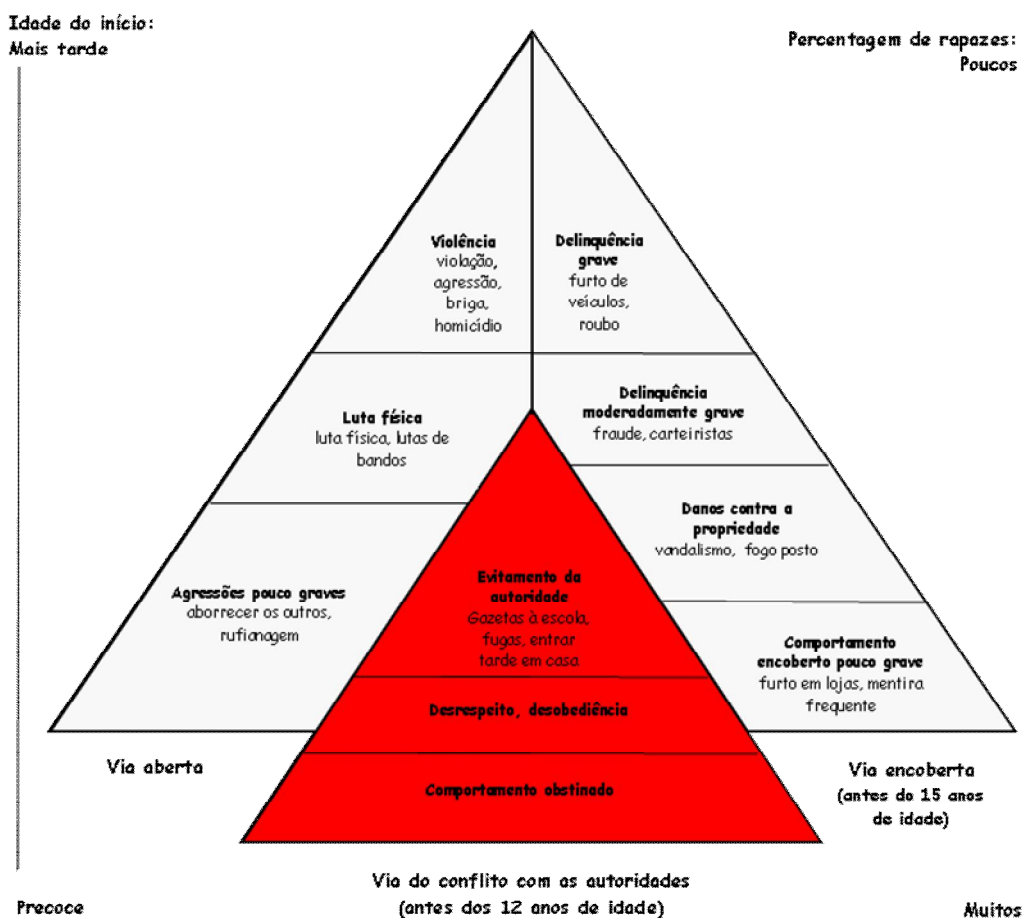 Idade do início:
Mais tarde
Percentagem de rapazes:
Poucos
Violência
violação,
agressão,
briga,
homicídio
Delinquência
grave
furto de
veículos,
roubo
Luta física
luta física, lutas de
bandos
Delinquência
moderadamente grave
fraude, carteiristas
Danos contra a
propriedade
vandalismo, fogo posto
Agressões pouco graves
aborrecer os outros,
rufianagem
Evitamento da
autoridade
Gazetas à escola,
fugas, entrar
tarde em casa
Comportamento
encoberto pouco grave
furto em lojas, mentira
frequente
Desrespeito, desobediência
Comportamento obstinado
Via aberta
Via encoberta
(antes do 15 anos
de idade)
Via do conflito com as autoridades
(antes dos 12 anos de idade)
Precoce
Muitos